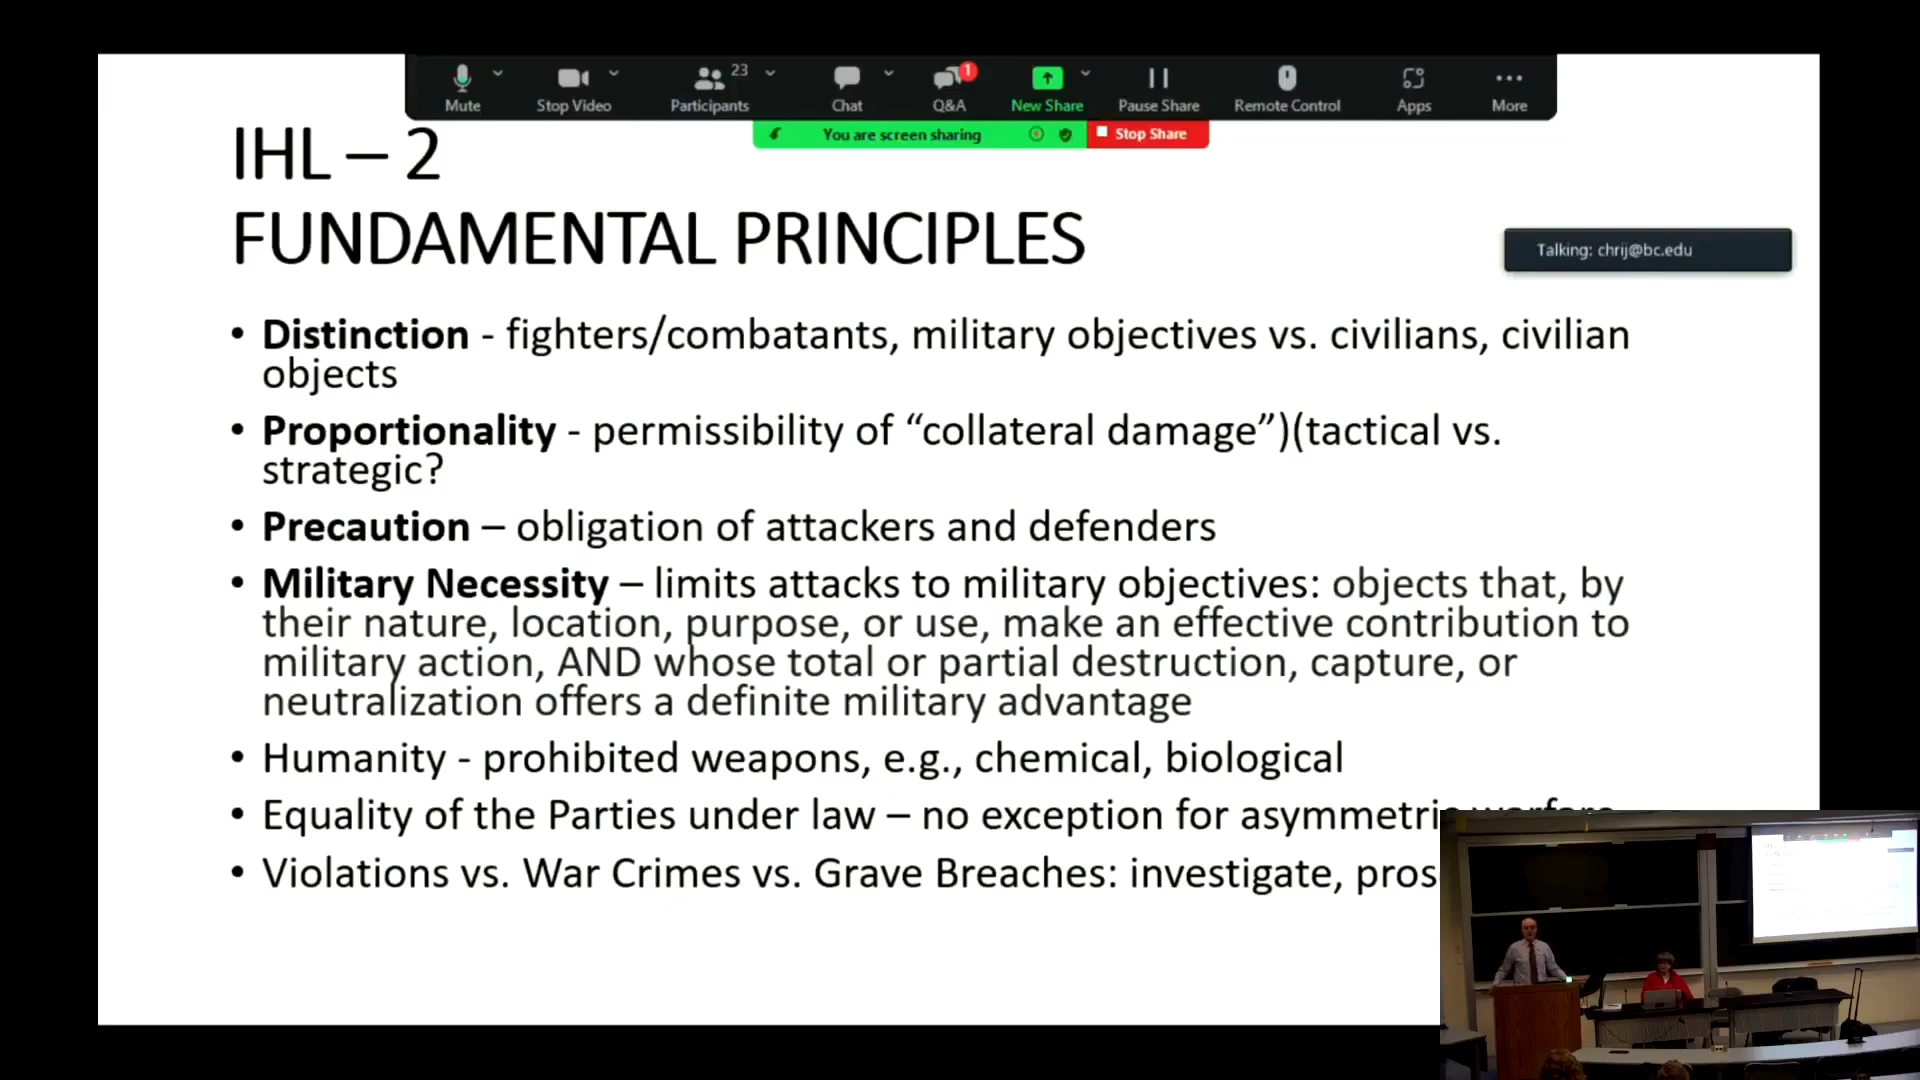 23
1
Mute
Stop Video
Participants
Chat
Q&A
New Share
Pause Share
Remote Control
Apps
More
You are screen sharing
Stop Share
IHL – 2
FUNDAMENTAL PRINCIPLES
Talking: chrij@bc.edu
• Distinction - fighters/combatants, military objectives vs. civilians, civilian
objects
• Proportionality - permissibility of “collateral damage”)(tactical vs.
strategic?
• Precaution – obligation of attackers and defenders
• Military Necessity – limits attacks to military objectives: objects that, by
their nature, location, purpose, or use, make an effective contribution to
military action, AND whose total or partial destruction, capture, or
neutralization offers a definite military advantage
• Humanity - prohibited weapons, e.g., chemical, biological
• Equality of the Parties under law – no exception for asymmetric warfare
• Violations vs. War Crimes vs. Grave Breaches: investigate, pros